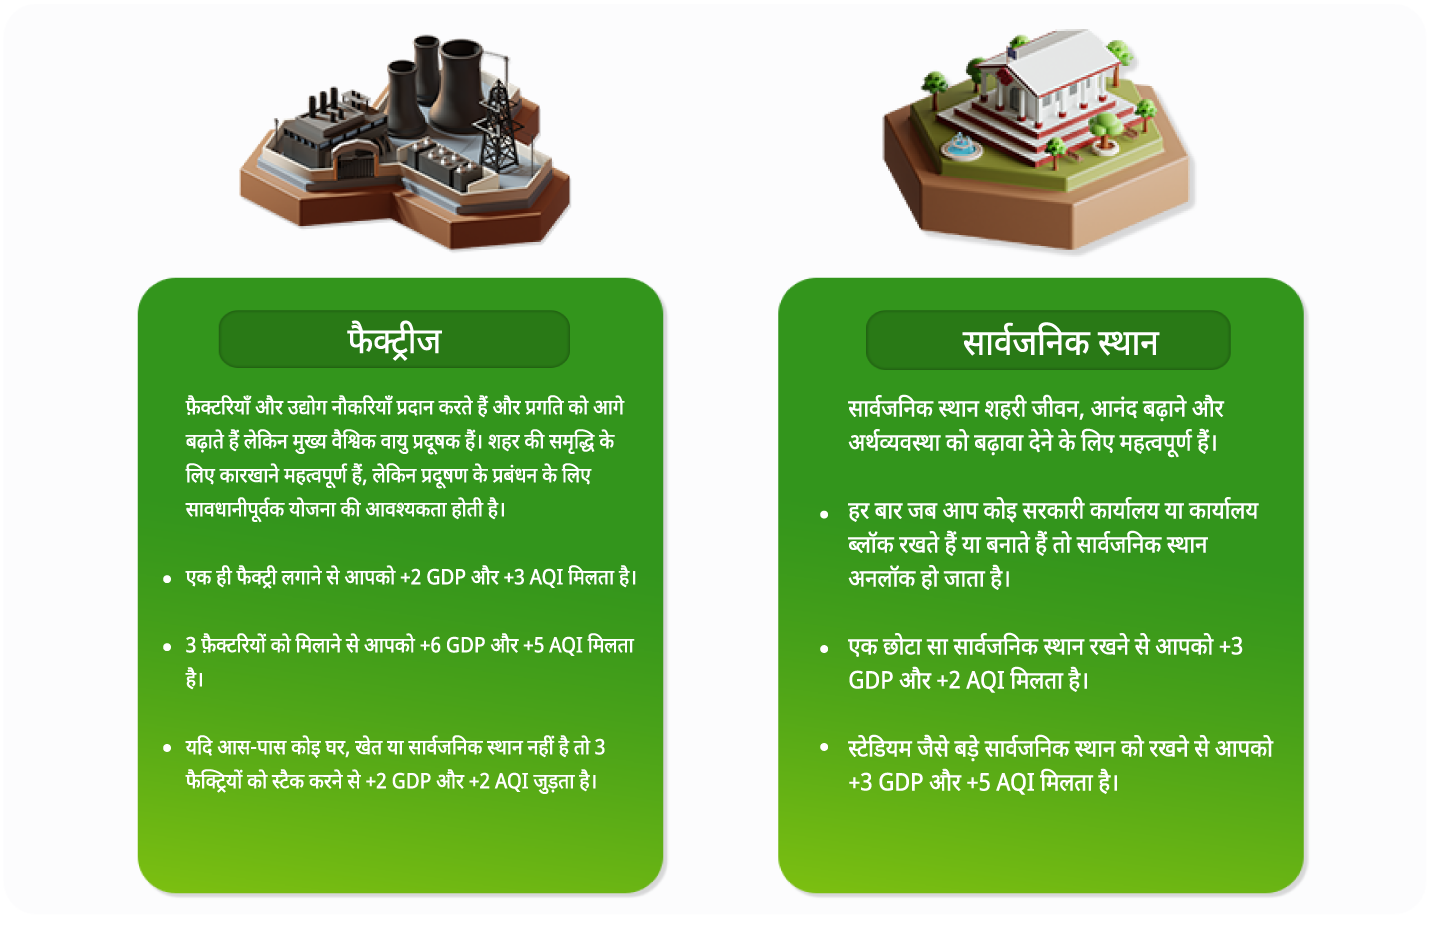 फैक्ट्रीज
फ़ैक्टरियाँ और उद्योग नौकरियाँ प्रदान करते हैं और प्रगति को आगे
बढ़ाते हैं लेकिन मुख्य वैश्विक वायु प्रदूषक हैं। शहर की समृद्धि के
लिए कारखाने महत्वपूर्ण हैं, लेकिन प्रदूषण के प्रबंधन के लिए
सावधानीपूर्वक योजना की आवश्यकता होती है।
• एक ही फैक्ट्री लगाने से आपको +2 GDP और +3 AQI मिलता है।
• 3 फ़ैक्टरियों को मिलाने से आपको +6 GDP और +5 AQI मिलता
है।
• यदि आस-पास कोइ घर, खेत या सार्वजनिक स्थान नहीं है तो 3
फैक्ट्रियों को स्टैक करने से +2 GDP और +2 AQI जुड़ता है।
सार्वजनिक स्थान
सार्वजनिक स्थान शहरी जीवन, आनंद बढ़ाने और
अर्थव्यवस्था को बढ़ावा देने के लिए महत्वपूर्ण हैं।
• हर बार जब आप कोइ सरकारी कार्यालय या कार्यालय
ब्लॉक रखते हैं या बनाते हैं तो सार्वजनिक स्थान
अनलॉक हो जाता है।
• एक छोटा सा सार्वजनिक स्थान रखने से आपको +3
GDP और +2 AQI मिलता है।
• स्टेडियम जैसे बड़े सार्वजनिक स्थान को रखने से आपको
+3 GDP और +5 AQI मिलता है।